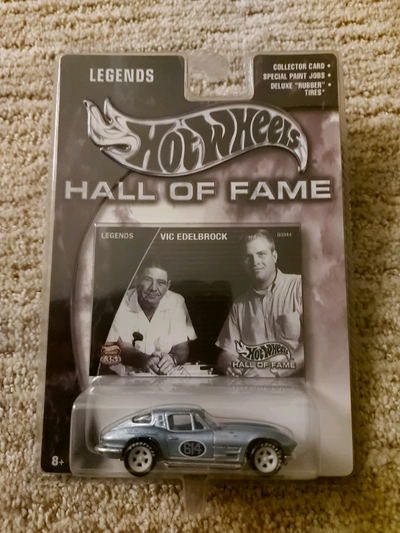 LEGENDS
COLLECTOR CARD •
SPECIAL PAINT JOBS •
DELUXE "RUBBER" •
TIRES"
Hot Wheels
HALL OF FAME
LEGENDS
VIC EDELBROCK
Hot Wheels
HALL OF FAME
614
8+